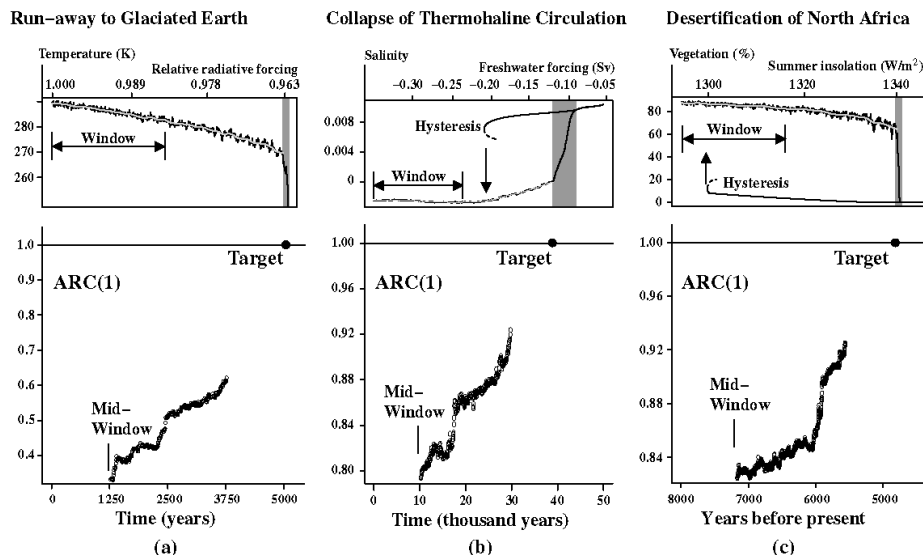 Run-away to Glaciated Earth
Temperature (K)
Relative radiative forcing
1.000 0.989 0.978 0.963
290
280
270
260
Window
1.0
Target
ARC(1)
0.8
0.7
0.6
0.5
0.4
Mid-
Window
0 1250 2500 3750 5000
Time (years)
(a)
Collapse of Thermohaline Circulation
Salinity
Freshwater forcing (Sv)
-0.30 -0.25 -0.20 -0.15 -0.10 -0.05
0.008
0.004
0
Hysteresis
Window
1.00
Target
ARC(1)
0.96
0.92
0.88
0.84
0.80
Mid-
Window
0 10 20 30 40 50
Time (thousand years)
(b)
Desertification of North Africa
Vegetation (%)
Summer insolation (W/m²)
1300 1320 1340
80
60
40
20
0
Window
Hysteresis
1.00
Target
ARC(1)
0.96
0.92
0.88
0.84
Mid-
Window
8000 7000 6000 5000
Years before present
(c)